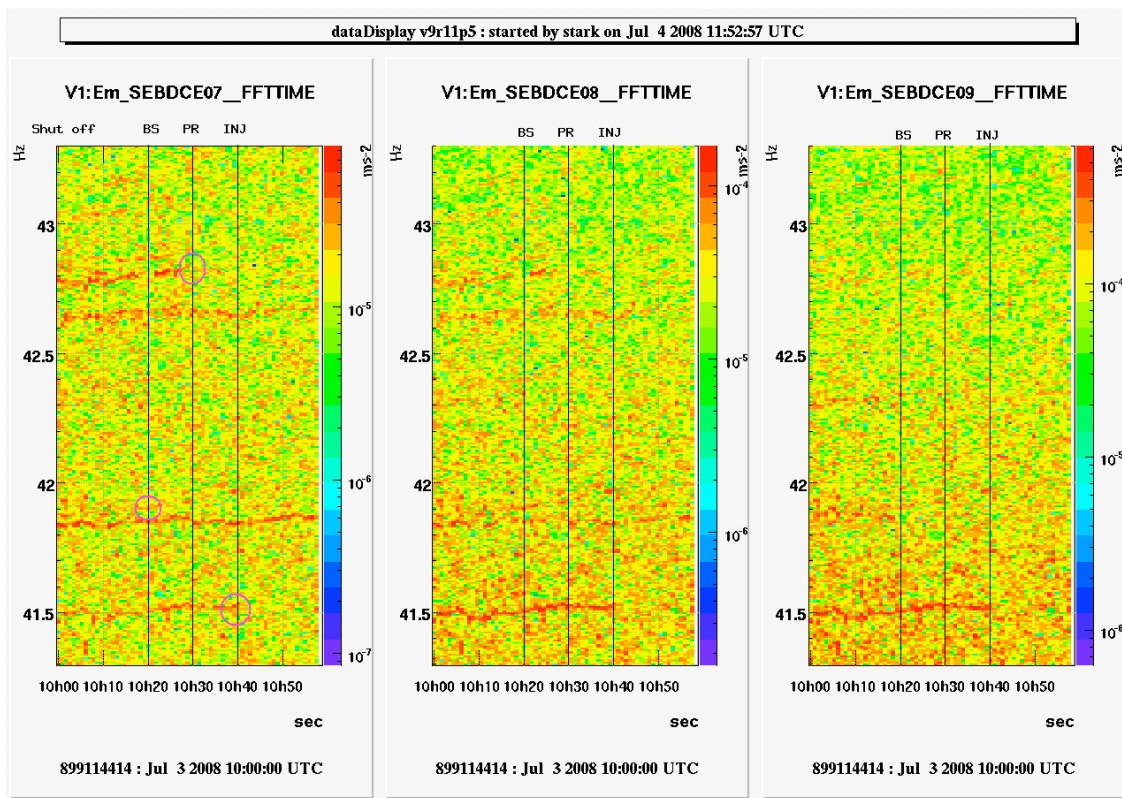 dataDisplay v9r11p5 : started by stark on Jul 4 2008 11:52:57 UTC
V1:Em_SEBDCE07__FFTTIME
Shut off BS PR INJ
Hz
ms-2
43
42.5
42
41.5
10^-5
10^-6
10^-7
10h00 10h10 10h20 10h30 10h40 10h50
sec
899114414 : Jul 3 2008 10:00:00 UTC
V1:Em_SEBDCE08__FFTTIME
BS PR INJ
Hz
ms-2
43
42.5
42
41.5
10^-4
10^-5
10^-6
10h00 10h10 10h20 10h30 10h40 10h50
sec
899114414 : Jul 3 2008 10:00:00 UTC
V1:Em_SEBDCE09__FFTTIME
BS PR INJ
Hz
ms-2
43
42.5
42
41.5
10^-4
10^-5
10^-6
10h00 10h10 10h20 10h30 10h40 10h50
sec
899114414 : Jul 3 2008 10:00:00 UTC